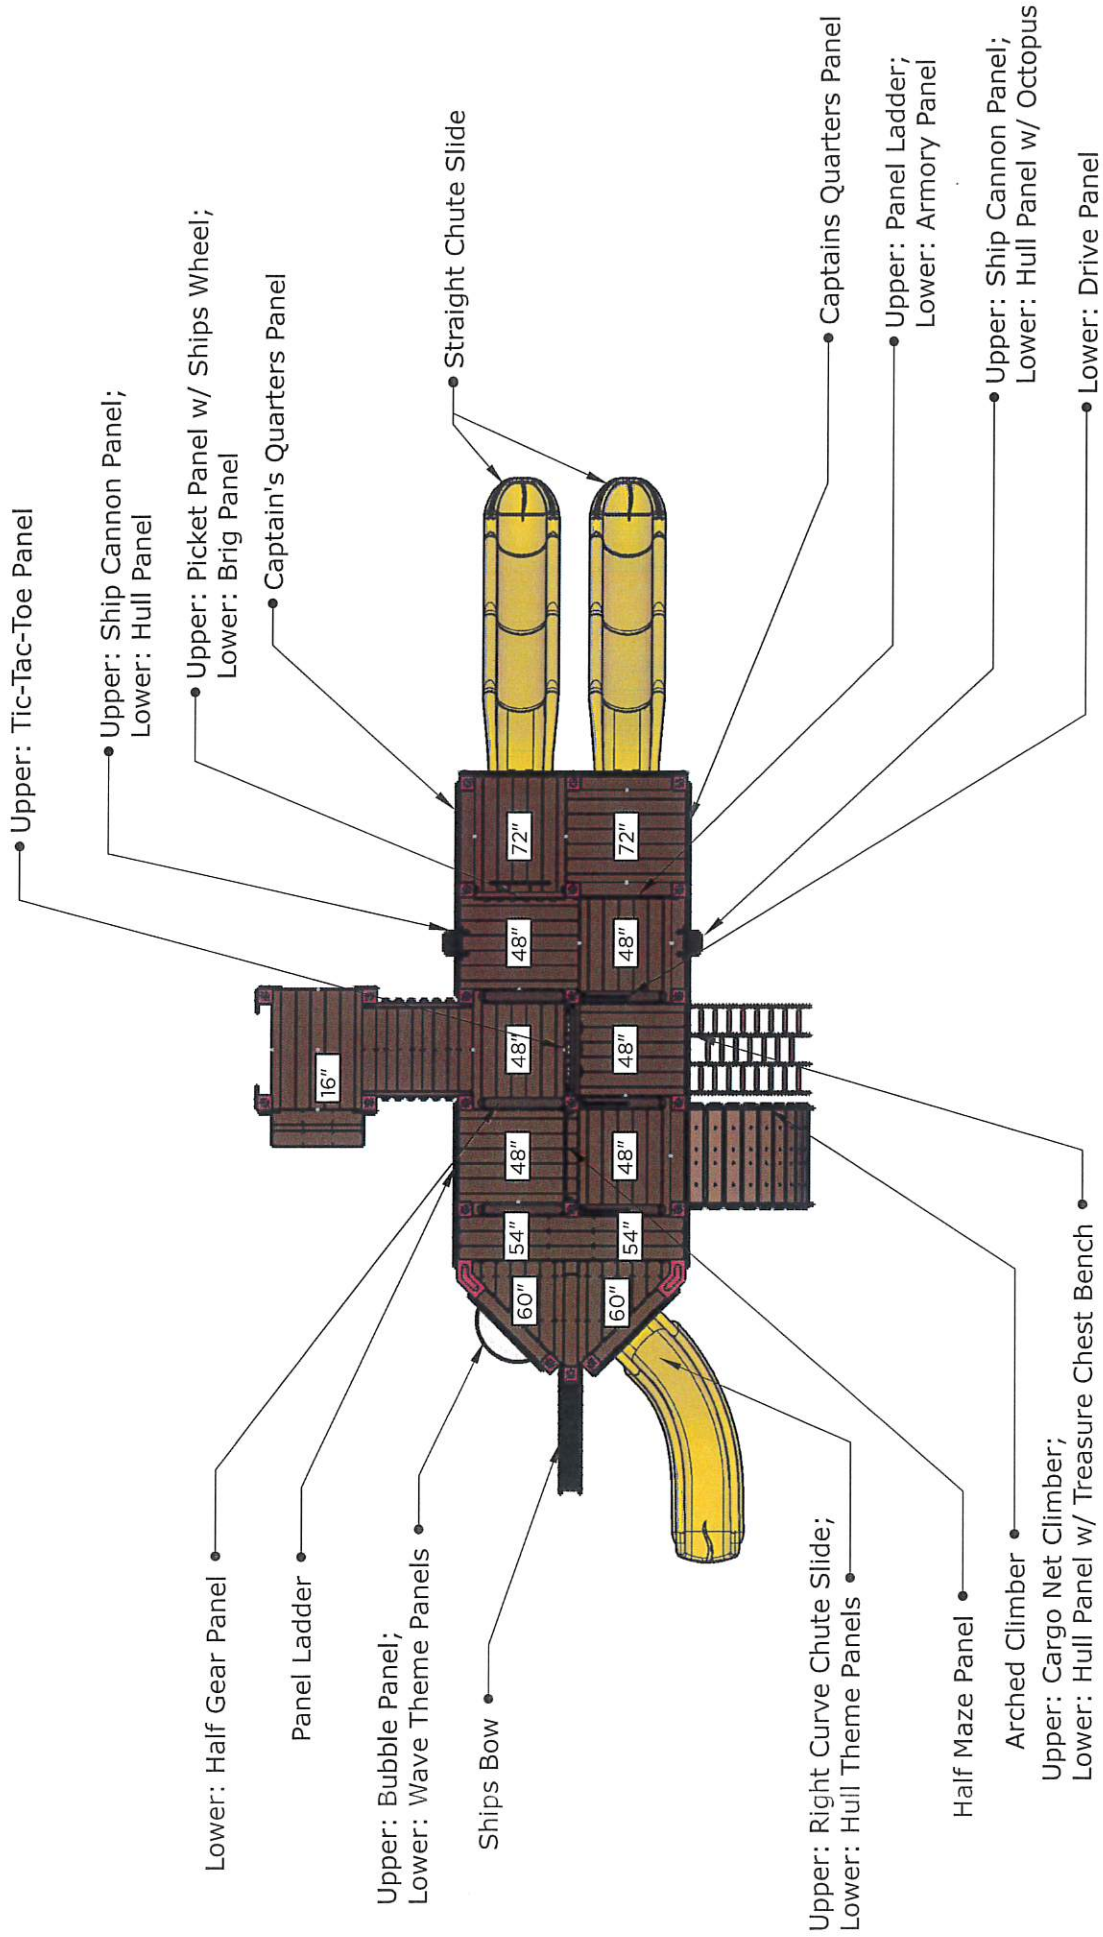 Upper: Tic-Tac-Toe Panel
Upper: Ship Cannon Panel;
Lower: Hull Panel
Upper: Picket Panel w/ Ships Wheel;
Lower: Brig Panel
Captain's Quarters Panel
Straight Chute Slide
Captains Quarters Panel
Upper: Panel Ladder;
Lower: Armory Panel
Upper: Ship Cannon Panel;
Lower: Hull Panel w/ Octopus
Lower: Drive Panel
Lower: Half Gear Panel
Panel Ladder
Upper: Bubble Panel;
Lower: Wave Theme Panels
Ships Bow
Upper: Right Curve Chute Slide;
Lower: Hull Theme Panels
Half Maze Panel
Arched Climber
Upper: Cargo Net Climber;
Lower: Hull Panel w/ Treasure Chest Bench
16"
72"
72"
48"
48"
48"
48"
48"
48"
54"
54"
60"
60"